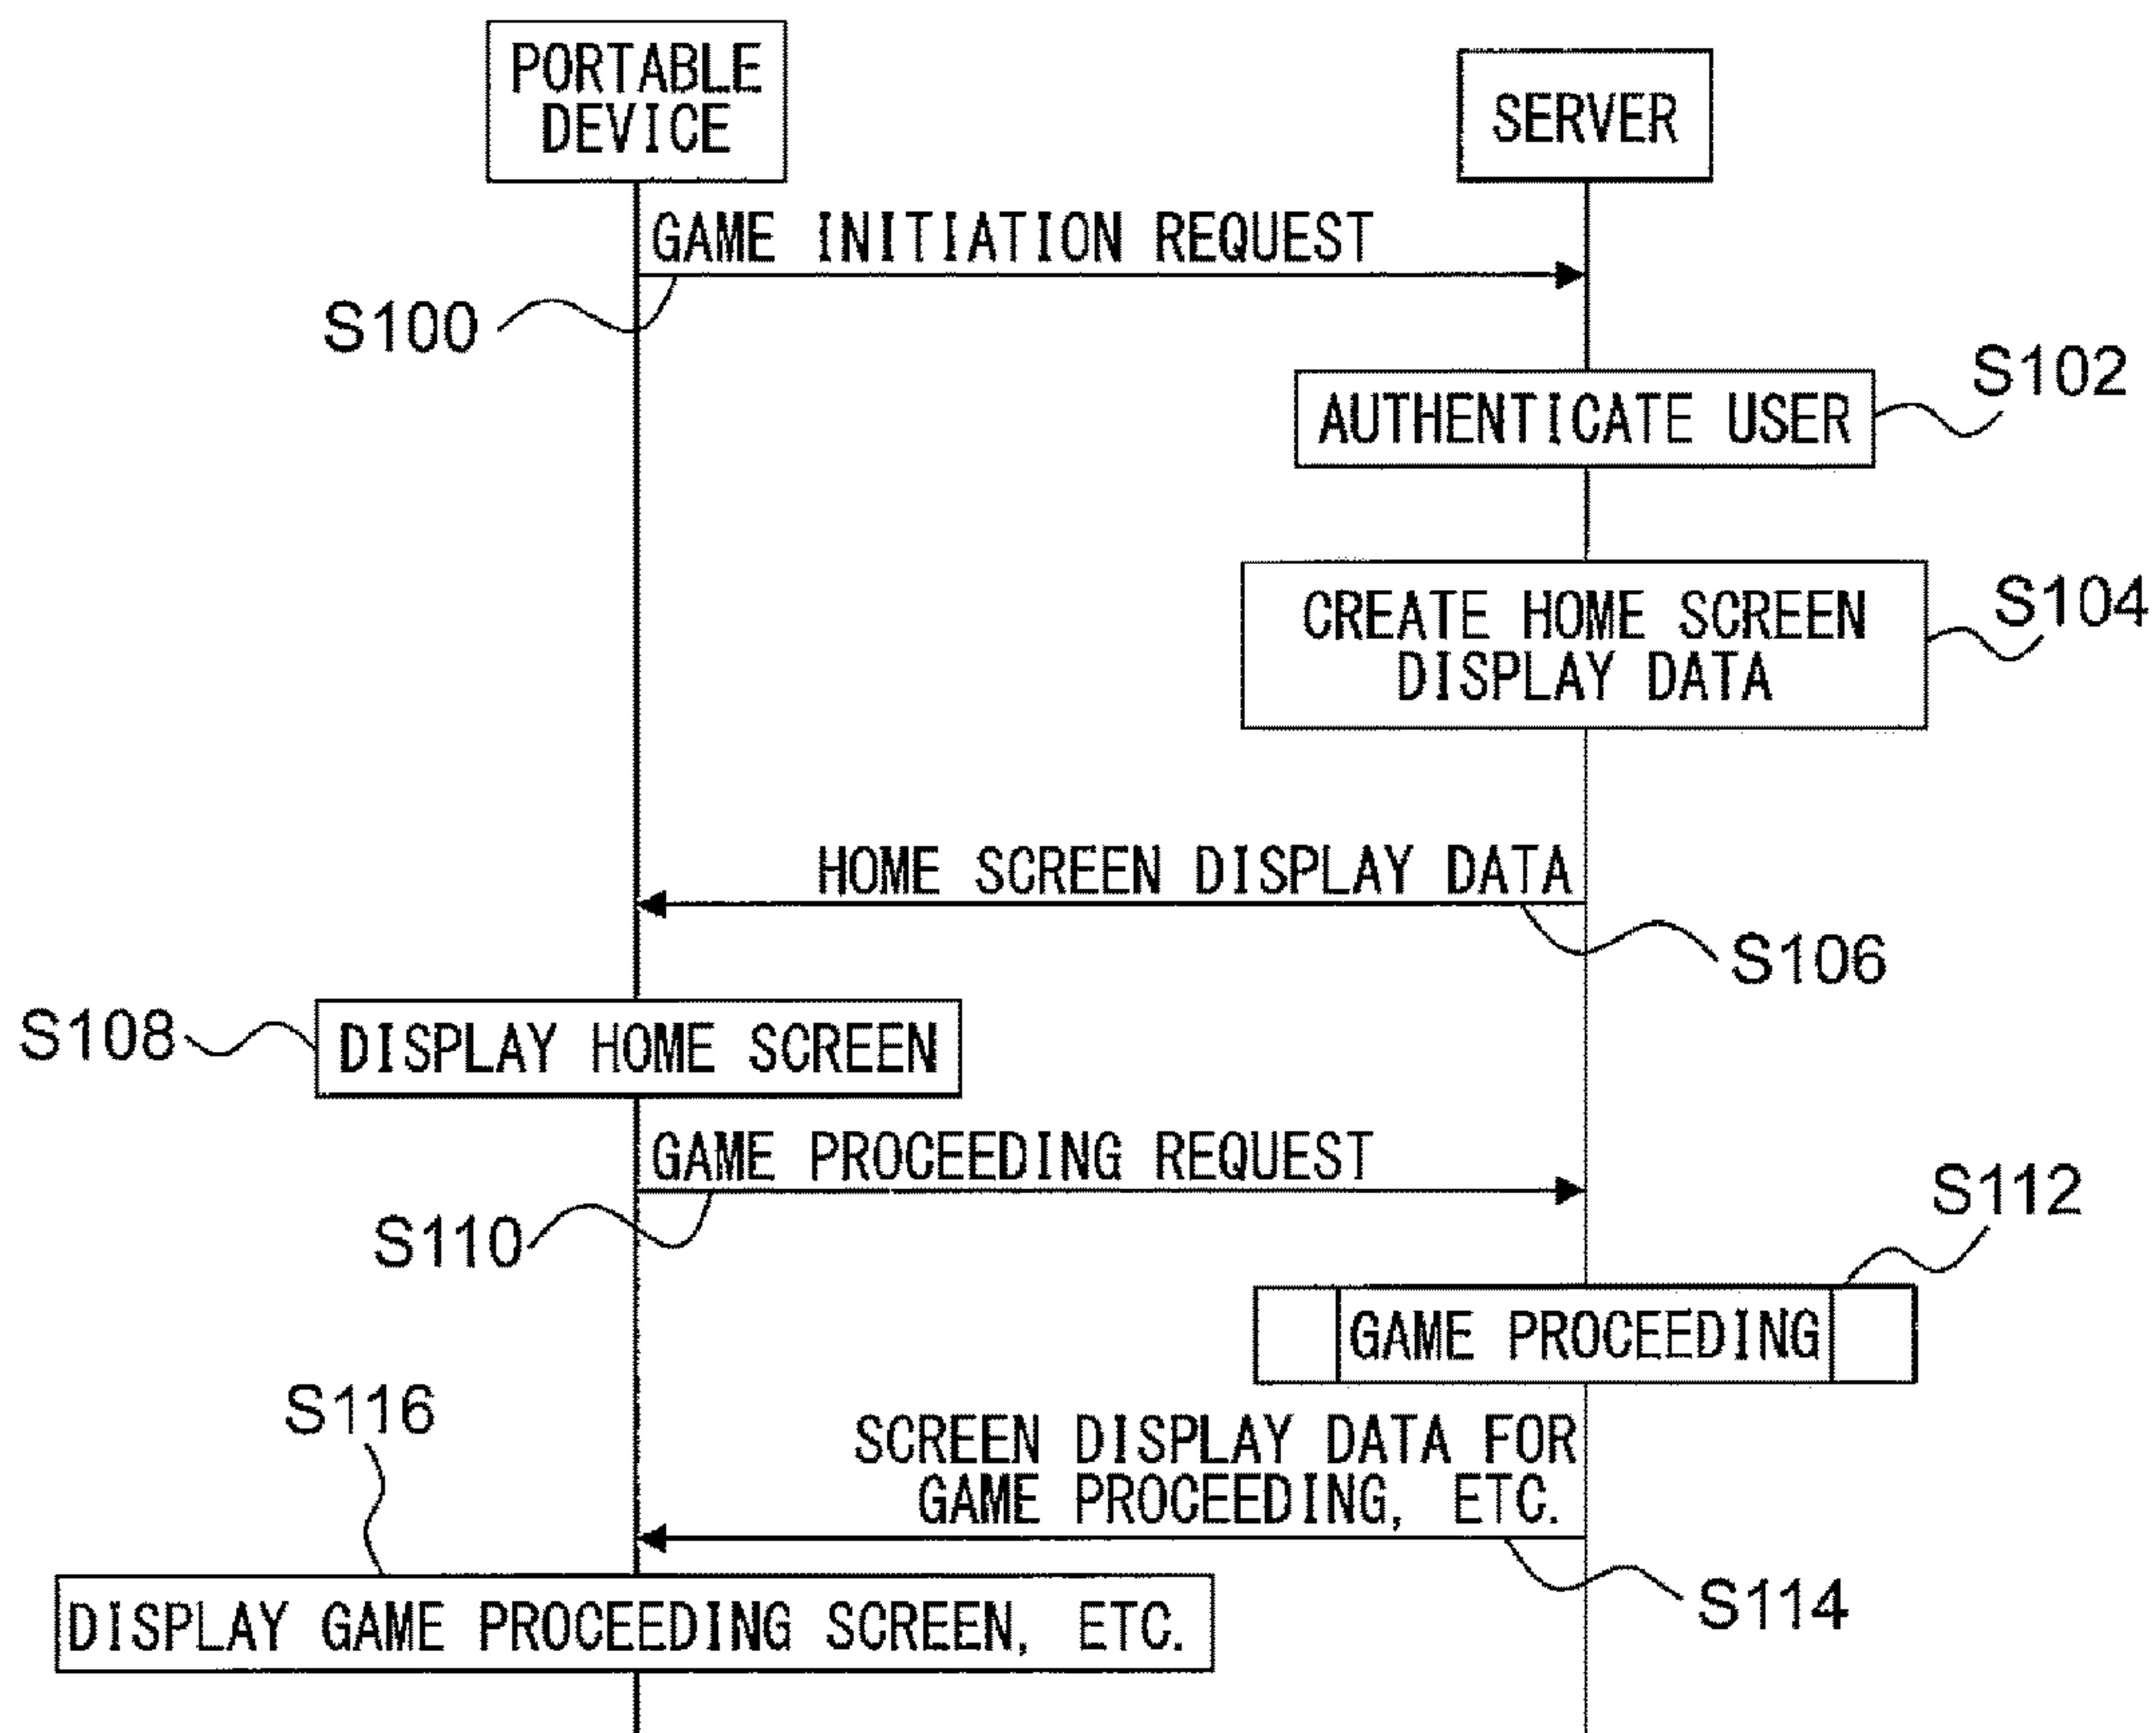 PORTABLE
DEVICE
SERVER
GAME INITIATION REQUEST
S100
S102
AUTHENTICATE USER
S104
CREATE HOME SCREEN
DISPLAY DATA
HOME SCREEN DISPLAY DATA
S106
S108
DISPLAY HOME SCREEN
GAME PROCEEDING REQUEST
S110
S112
GAME PROCEEDING
S116
SCREEN DISPLAY DATA FOR
GAME PROCEEDING, ETC.
S114
DISPLAY GAME PROCEEDING SCREEN, ETC.